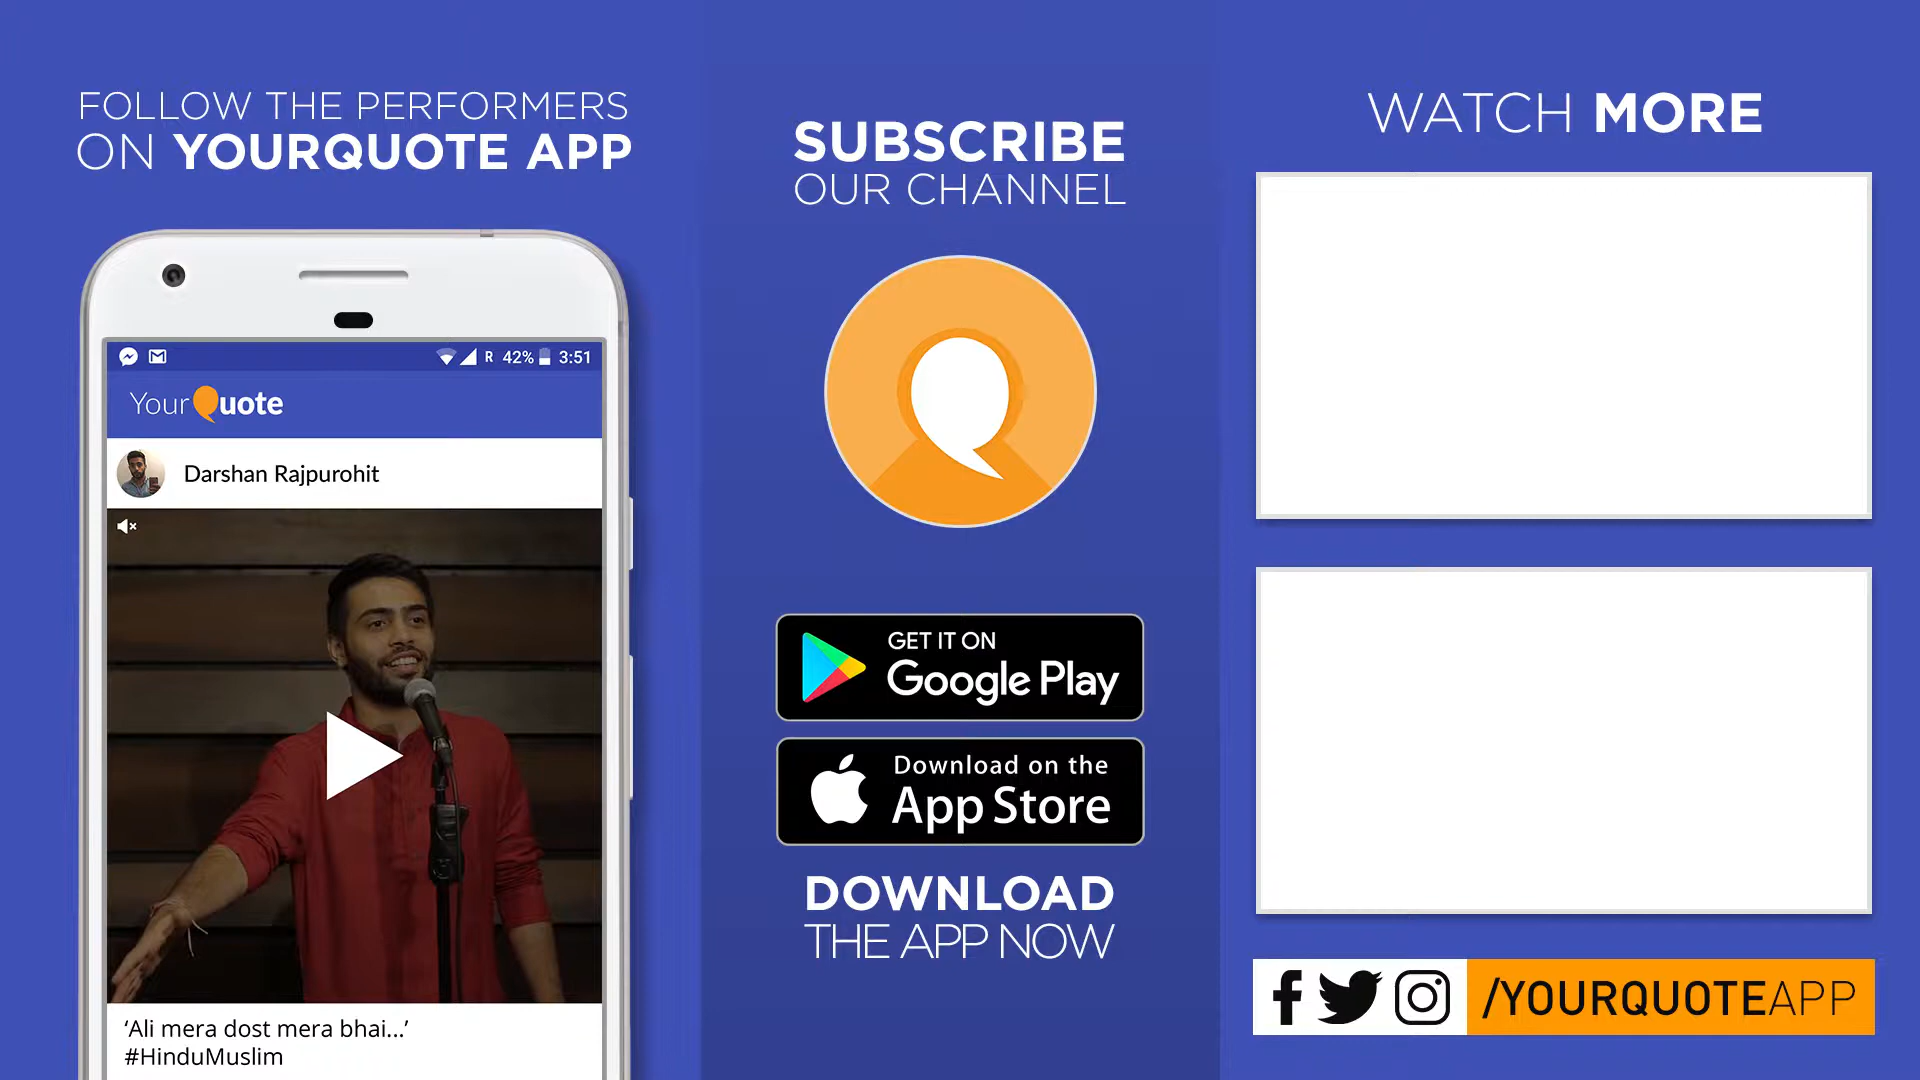 FOLLOW THE PERFORMERS
ON YOURQUOTE APP
R 42% 3:51
YourQuote
Darshan Rajpurohit
‘Ali mera dost mera bhai...’
#HinduMuslim
SUBSCRIBE
OUR CHANNEL
GET IT ON
Google Play
Download on the
App Store
DOWNLOAD
THE APP NOW
WATCH MORE
/YOURQUOTEAPP